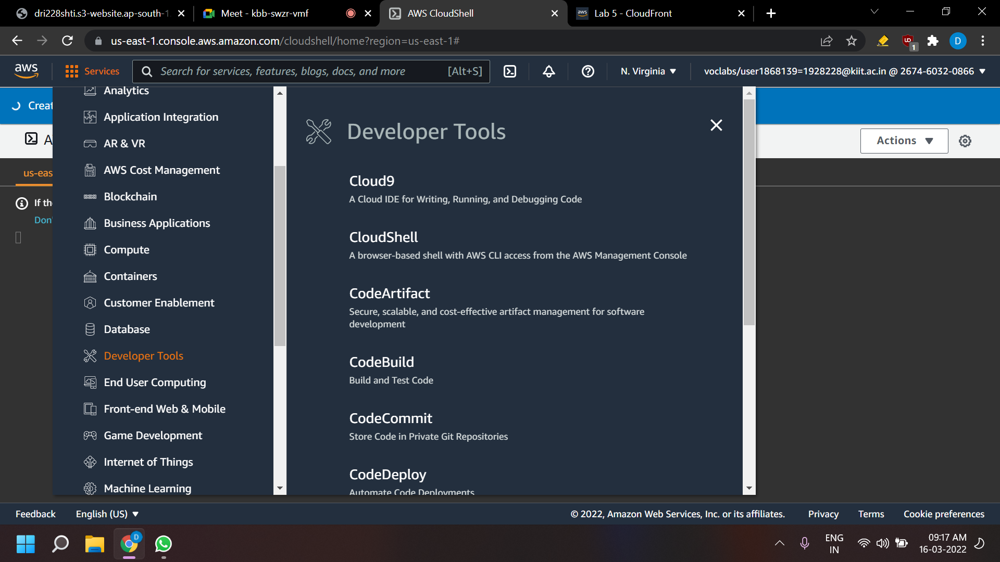 dri228shti.s3-website.ap-south-1
Meet - kbb-swzr-vmf
AWS CloudShell
aws
Lab 5 - CloudFront
us-east-1.console.aws.amazon.com/cloudshell/home?region=us-east-1#
1
D
aws
Services
Search for services, features, blogs, docs, and more
[Alt+S]
N. Virginia
voclabs/user1868139=1928228@kiit.ac.in @ 2674-6032-0866
Creat
A
Actions
us-eas
If the
Don'
Analytics
Application Integration
AR & VR
AWS Cost Management
Blockchain
Business Applications
Compute
Containers
Customer Enablement
Database
Developer Tools
End User Computing
Front-end Web & Mobile
Game Development
Internet of Things
Machine Learning
Developer Tools
Cloud9
A Cloud IDE for Writing, Running, and Debugging Code
CloudShell
A browser-based shell with AWS CLI access from the AWS Management Console
CodeArtifact
Secure, scalable, and cost-effective artifact management for software
development
CodeBuild
Build and Test Code
CodeCommit
Store Code in Private Git Repositories
CodeDeploy
Automate Code Deployments
Feedback
English (US)
© 2022, Amazon Web Services, Inc. or its affiliates.
Privacy
Terms
Cookie preferences
D
ENG
IN
09:17 AM
16-03-2022